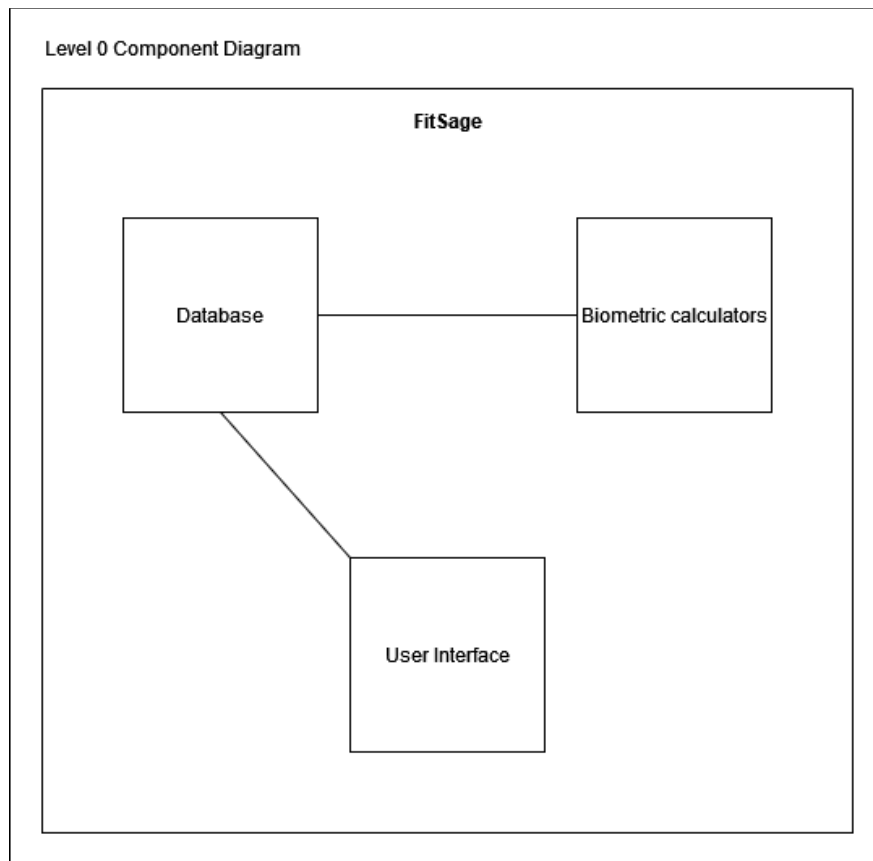 Level 0 Component Diagram
FitSage
Database
Biometric calculators
User Interface